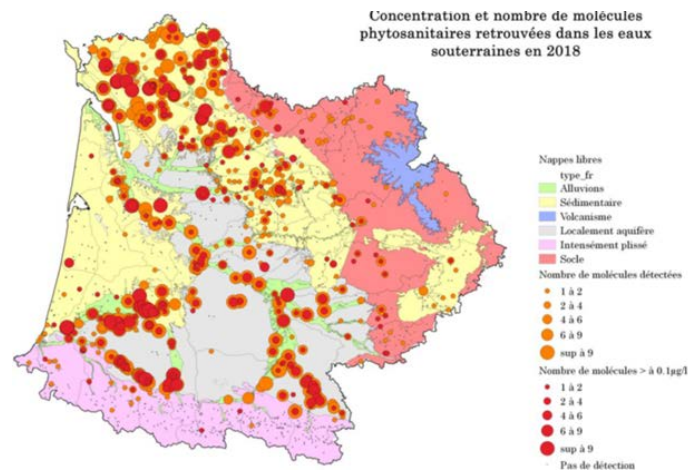 Concentration et nombre de molécules
phytosanitaires retrouvées dans les eaux
souterraines en 2018
Nappes libres
type_fr
Alluvions
Sédimentaire
Volcanisme
Localement aquifère
Intensément plissé
Socle
Nombre de molécules détectées
1 à 2
2 à 4
4 à 6
6 à 9
sup à 9
Nombre de molécules > à 0.1µg/l
1 à 2
2 à 4
4 à 6
6 à 9
sup à 9
Pas de détection